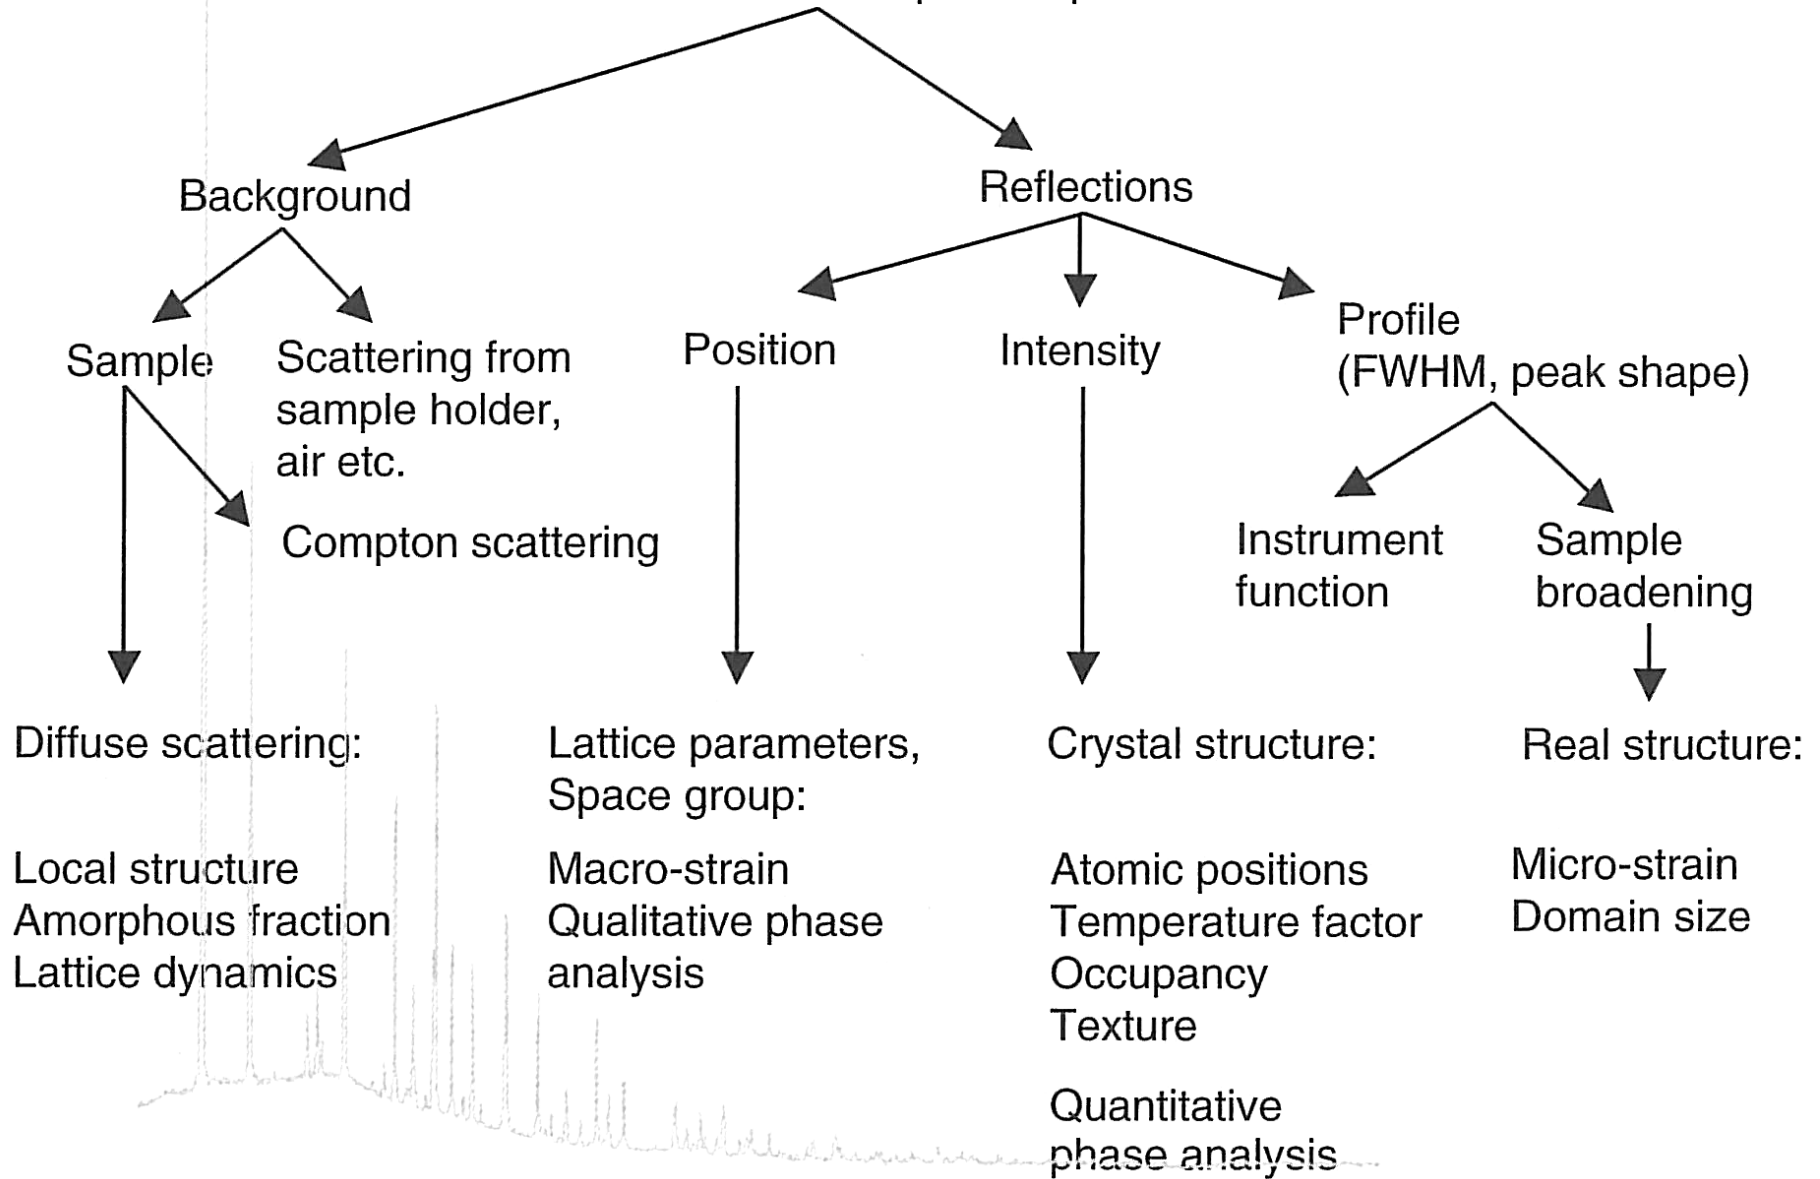 Background
Reflections
Sample
Scattering from
sample holder,
air etc.
Compton scattering
Position
Intensity
Profile
(FWHM, peak shape)
Instrument
function
Sample
broadening
Diffuse scattering:
Local structure
Amorphous fraction
Lattice dynamics
Lattice parameters,
Space group:
Macro-strain
Qualitative phase
analysis
Crystal structure:
Atomic positions
Temperature factor
Occupancy
Texture
Quantitative
phase analysis
Real structure:
Micro-strain
Domain size